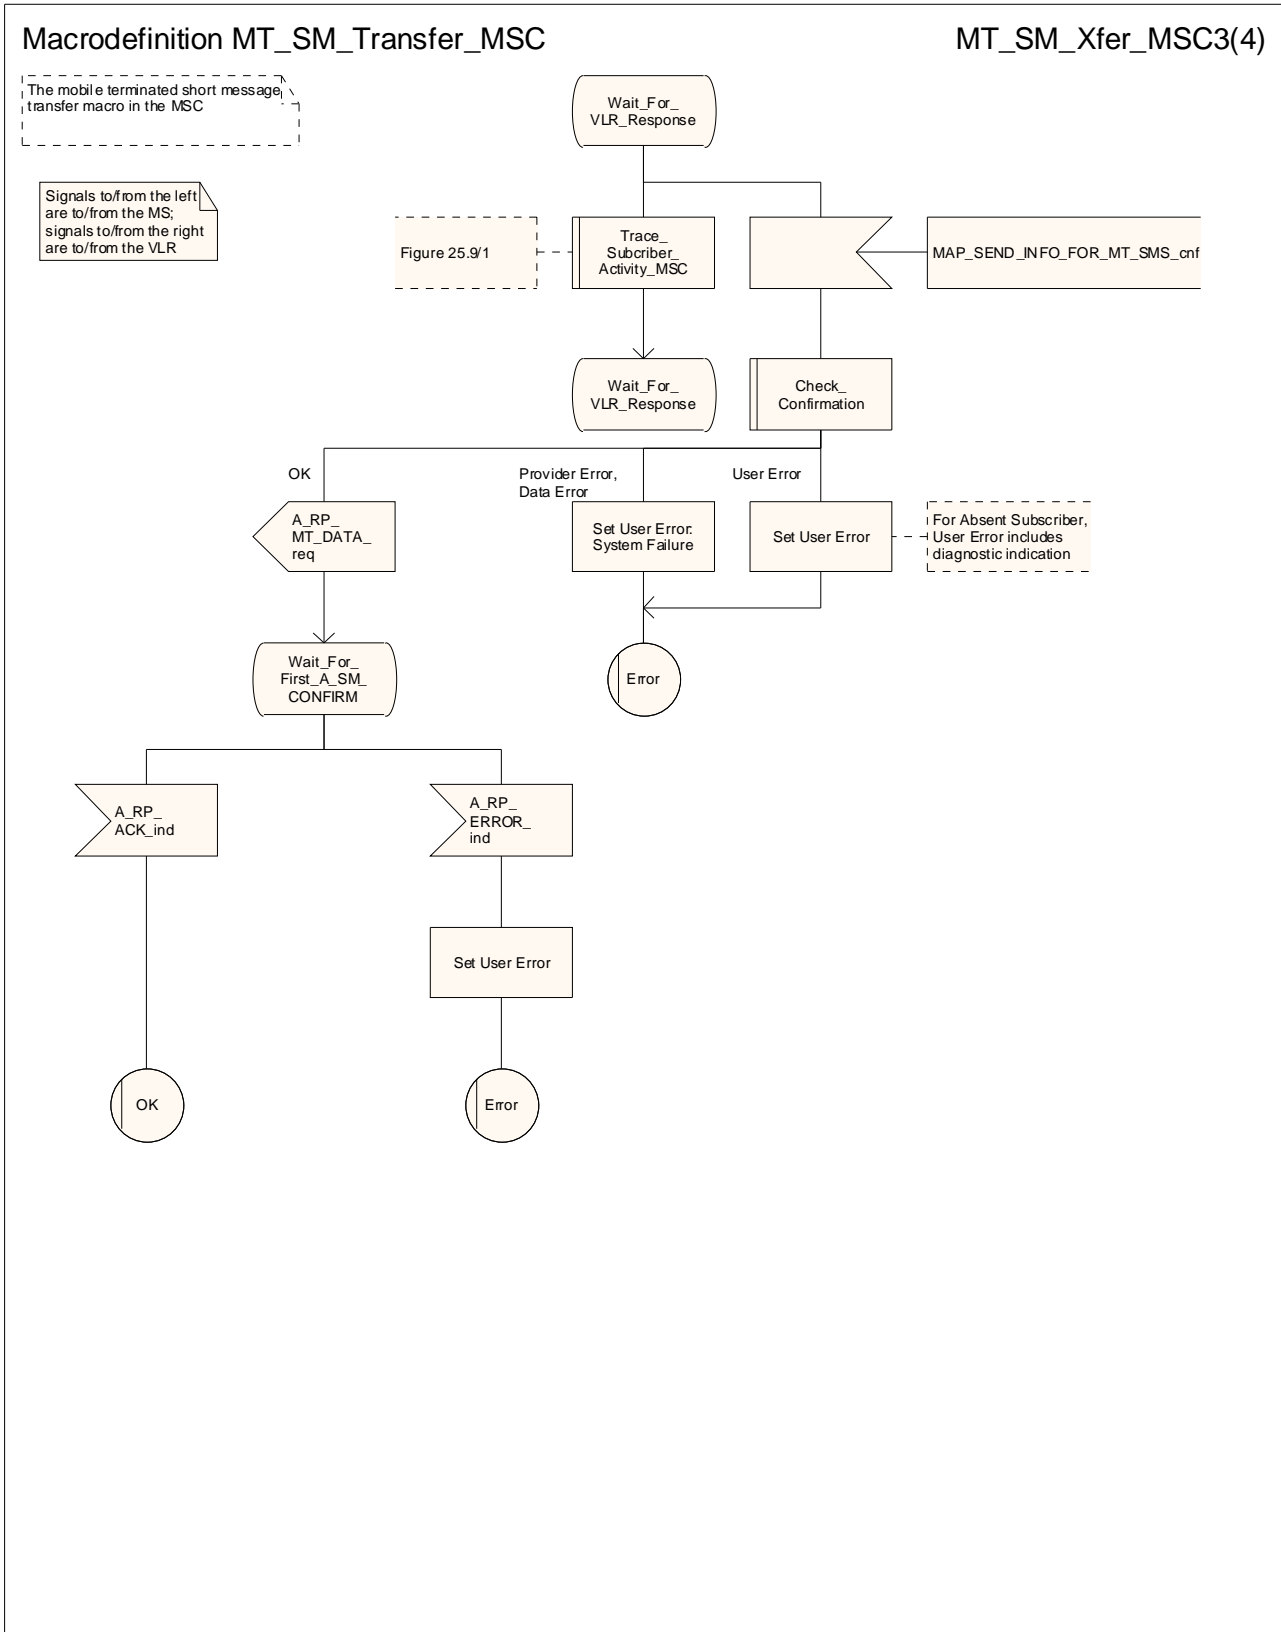 Macrodefinition MT_SM_Transfer_MSC
MT_SM_Xfer_MSC3(4)
The mobile terminated short message
transfer macro in the MSC
Signals to/from the left
are to/from the MS;
signals to/from the right
are to/from the VLR
Wait_For_
VLR_Response
Figure 25.9/1
Trace_
Subcriber_
Activity_MSC
MAP_SEND_INFO_FOR_MT_SMS_cnf
Wait_For_
VLR_Response
Check_
Confirmation
OK
Provider Error,
Data Error
User Error
A_RP_
MT_DATA_
req
Set User Error:
System Failure
Set User Error
For Absent Subscriber,
User Error includes
diagnostic indication
Wait_For_
First_A_SM_
CONFIRM
Error
A_RP_
ACK_ind
A_RP_
ERROR_
ind
Set User Error
OK
Error